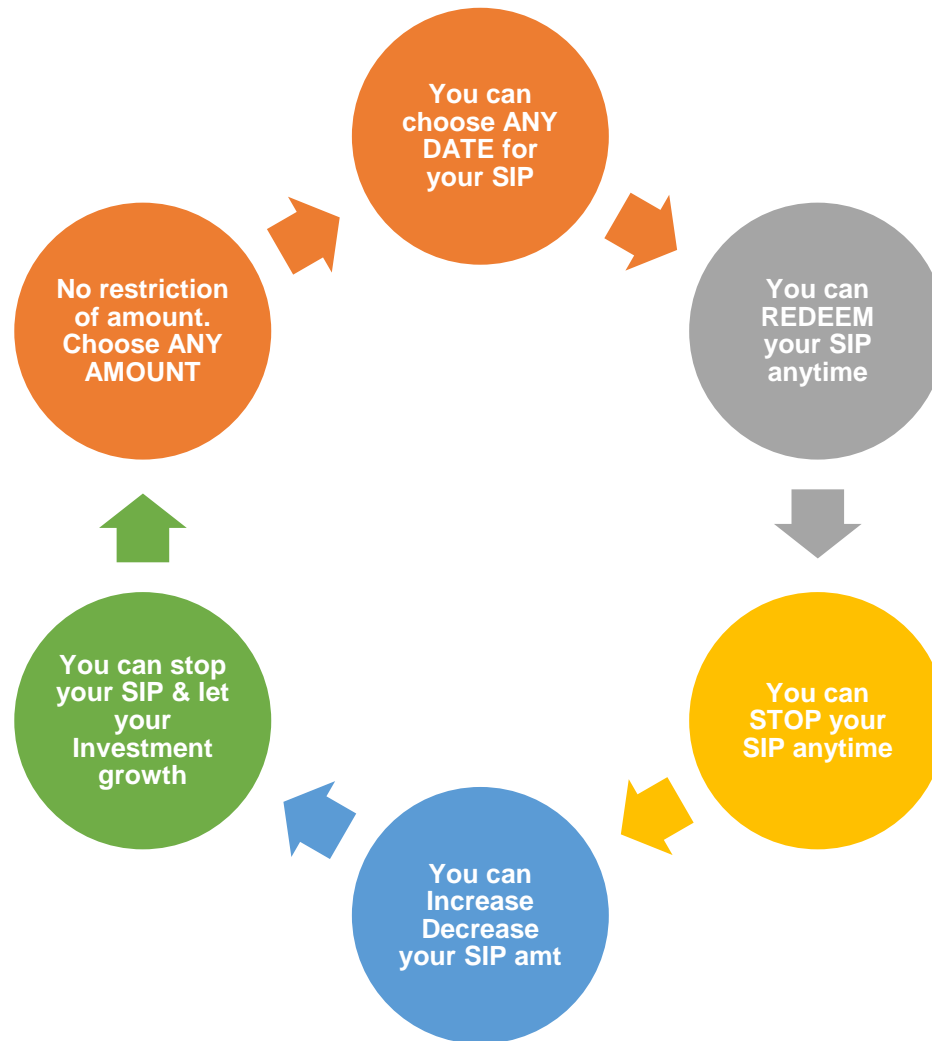 You can
choose ANY
DATE for
your SIP
You can
REDEEM
your SIP
anytime
You can
STOP your
SIP anytime
You can
Increase
Decrease
your SIP amt
You can stop
your SIP & let
your
Investment
growth
No restriction
of amount.
Choose ANY
AMOUNT